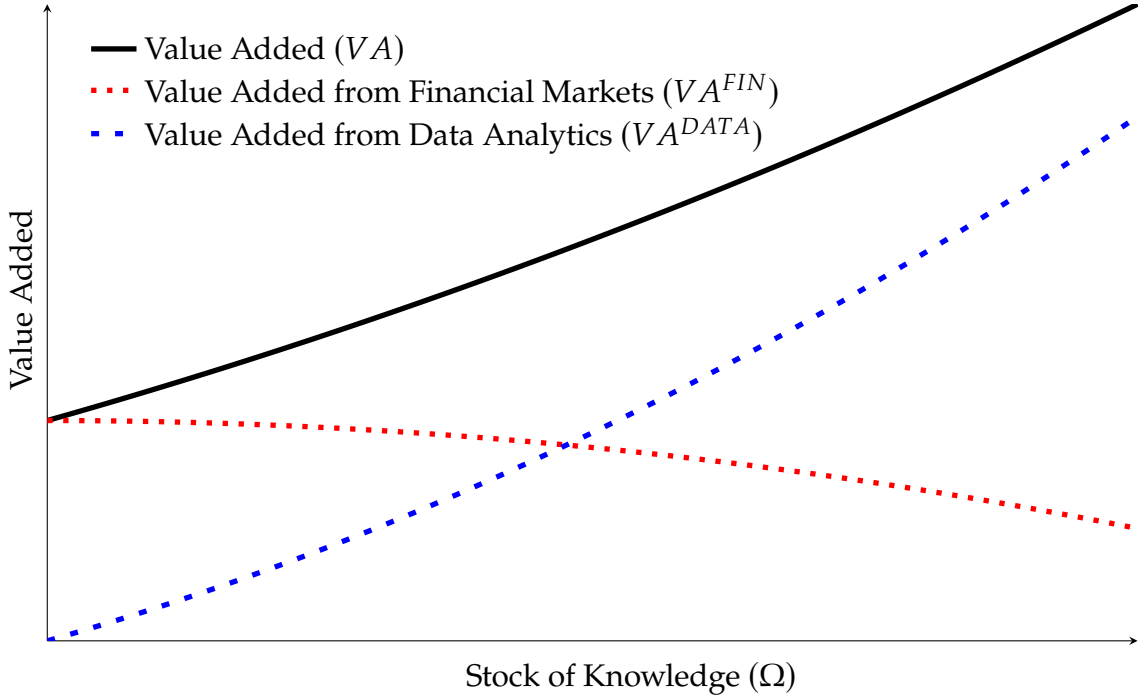 Value Added (VA)
Value Added from Financial Markets (VA^FIN)
Value Added from Data Analytics (VA^DATA)
Value Added
Stock of Knowledge (Ω)